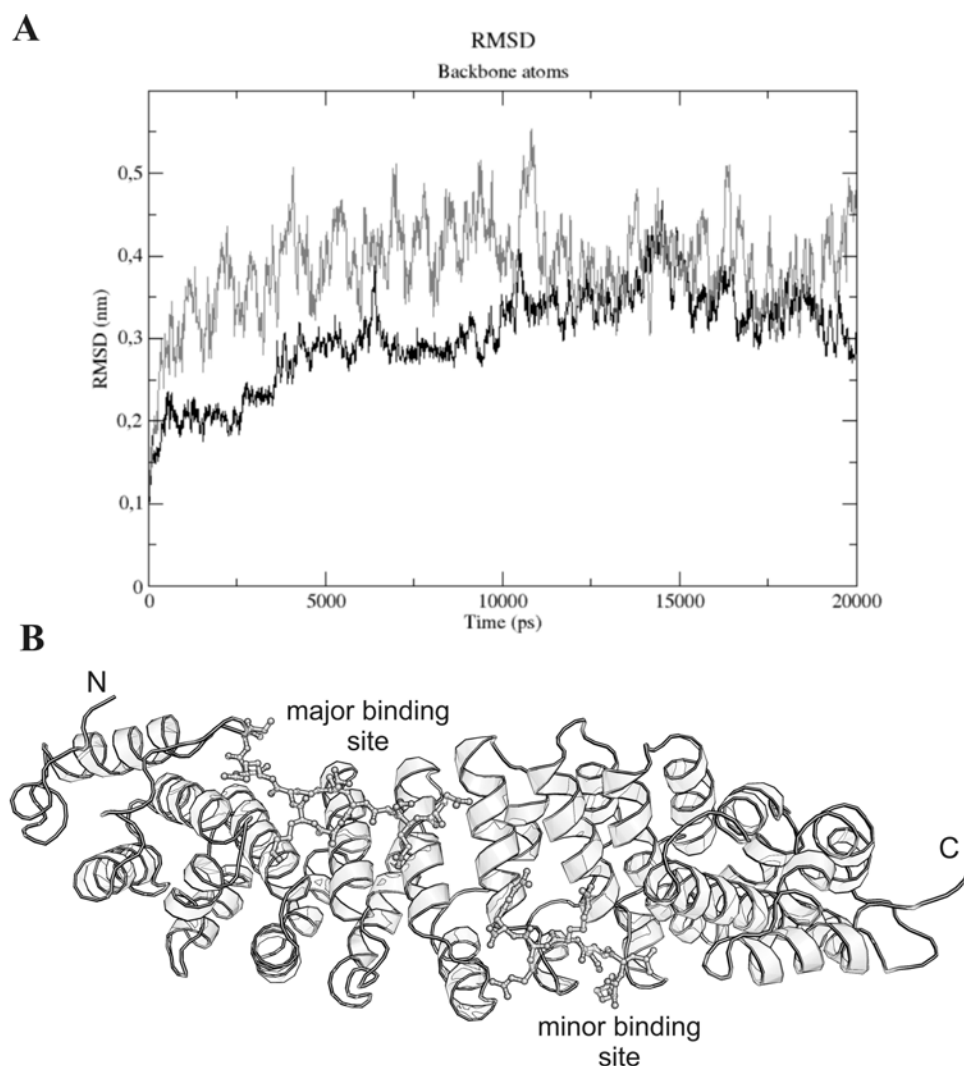 A
RMSD
Backbone atoms
RMSD (nm)
0,5
0,4
0,3
0,2
0,1
0
0 5000 10000 15000 20000
Time (ps)
B
N
major binding
site
C
minor binding
site